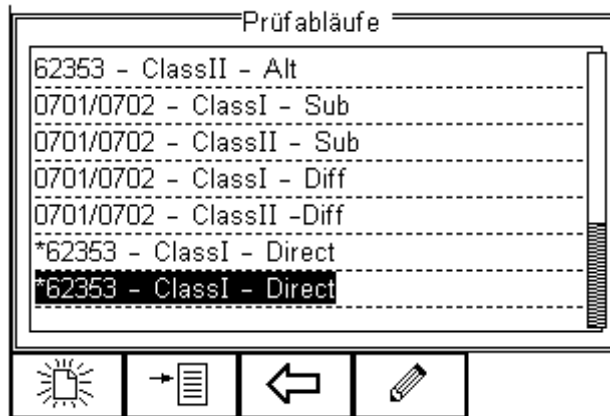 Prüfabläufe
62353 - ClassII - Alt
0701/0702 - ClassI - Sub
0701/0702 - ClassII - Sub
0701/0702 - ClassI - Diff
0701/0702 - ClassII -Diff
*62353 - ClassI - Direct
*62353 - ClassI - Direct